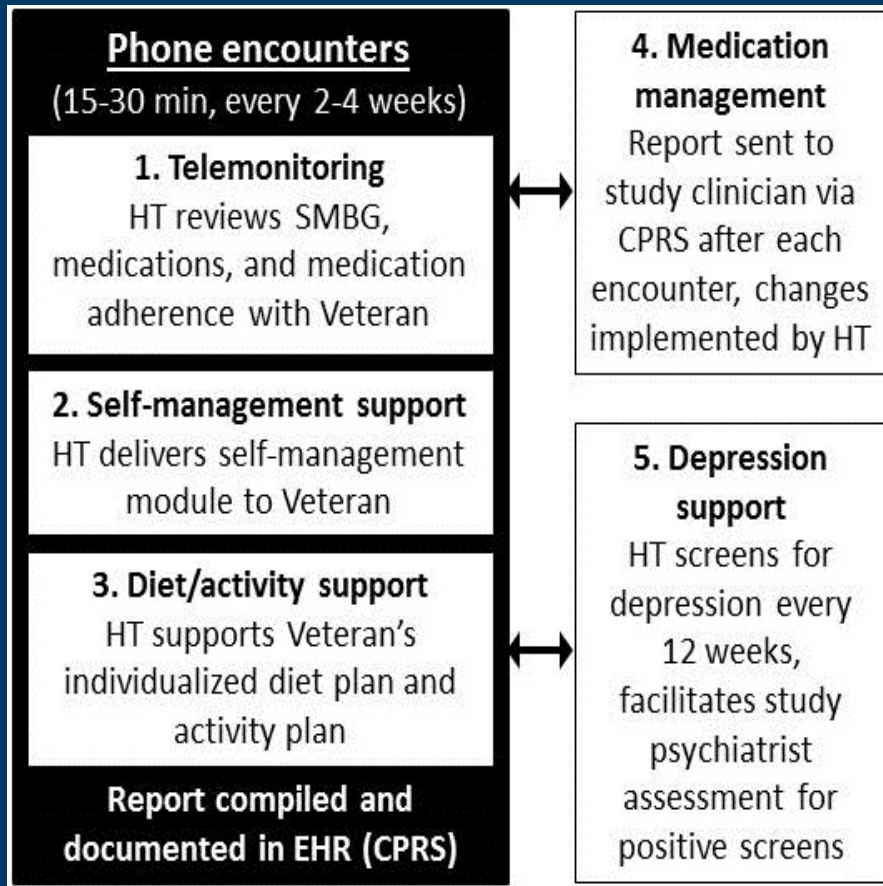 Phone encounters
(15-30 min, every 2-4 weeks)
1. Telemonitoring
HT reviews SMBG,
medications, and medication
adherence with Veteran
2. Self-management support
HT delivers self-management
module to Veteran
3. Diet/activity support
HT supports Veteran's
individualized diet plan and
activity plan
Report compiled and
documented in EHR (CPRS)
4. Medication
management
Report sent to
study clinician via
CPRS after each
encounter, changes
implemented by HT
5. Depression
support
HT screens for
depression every
12 weeks,
facilitates study
psychiatrist
assessment for
positive screens